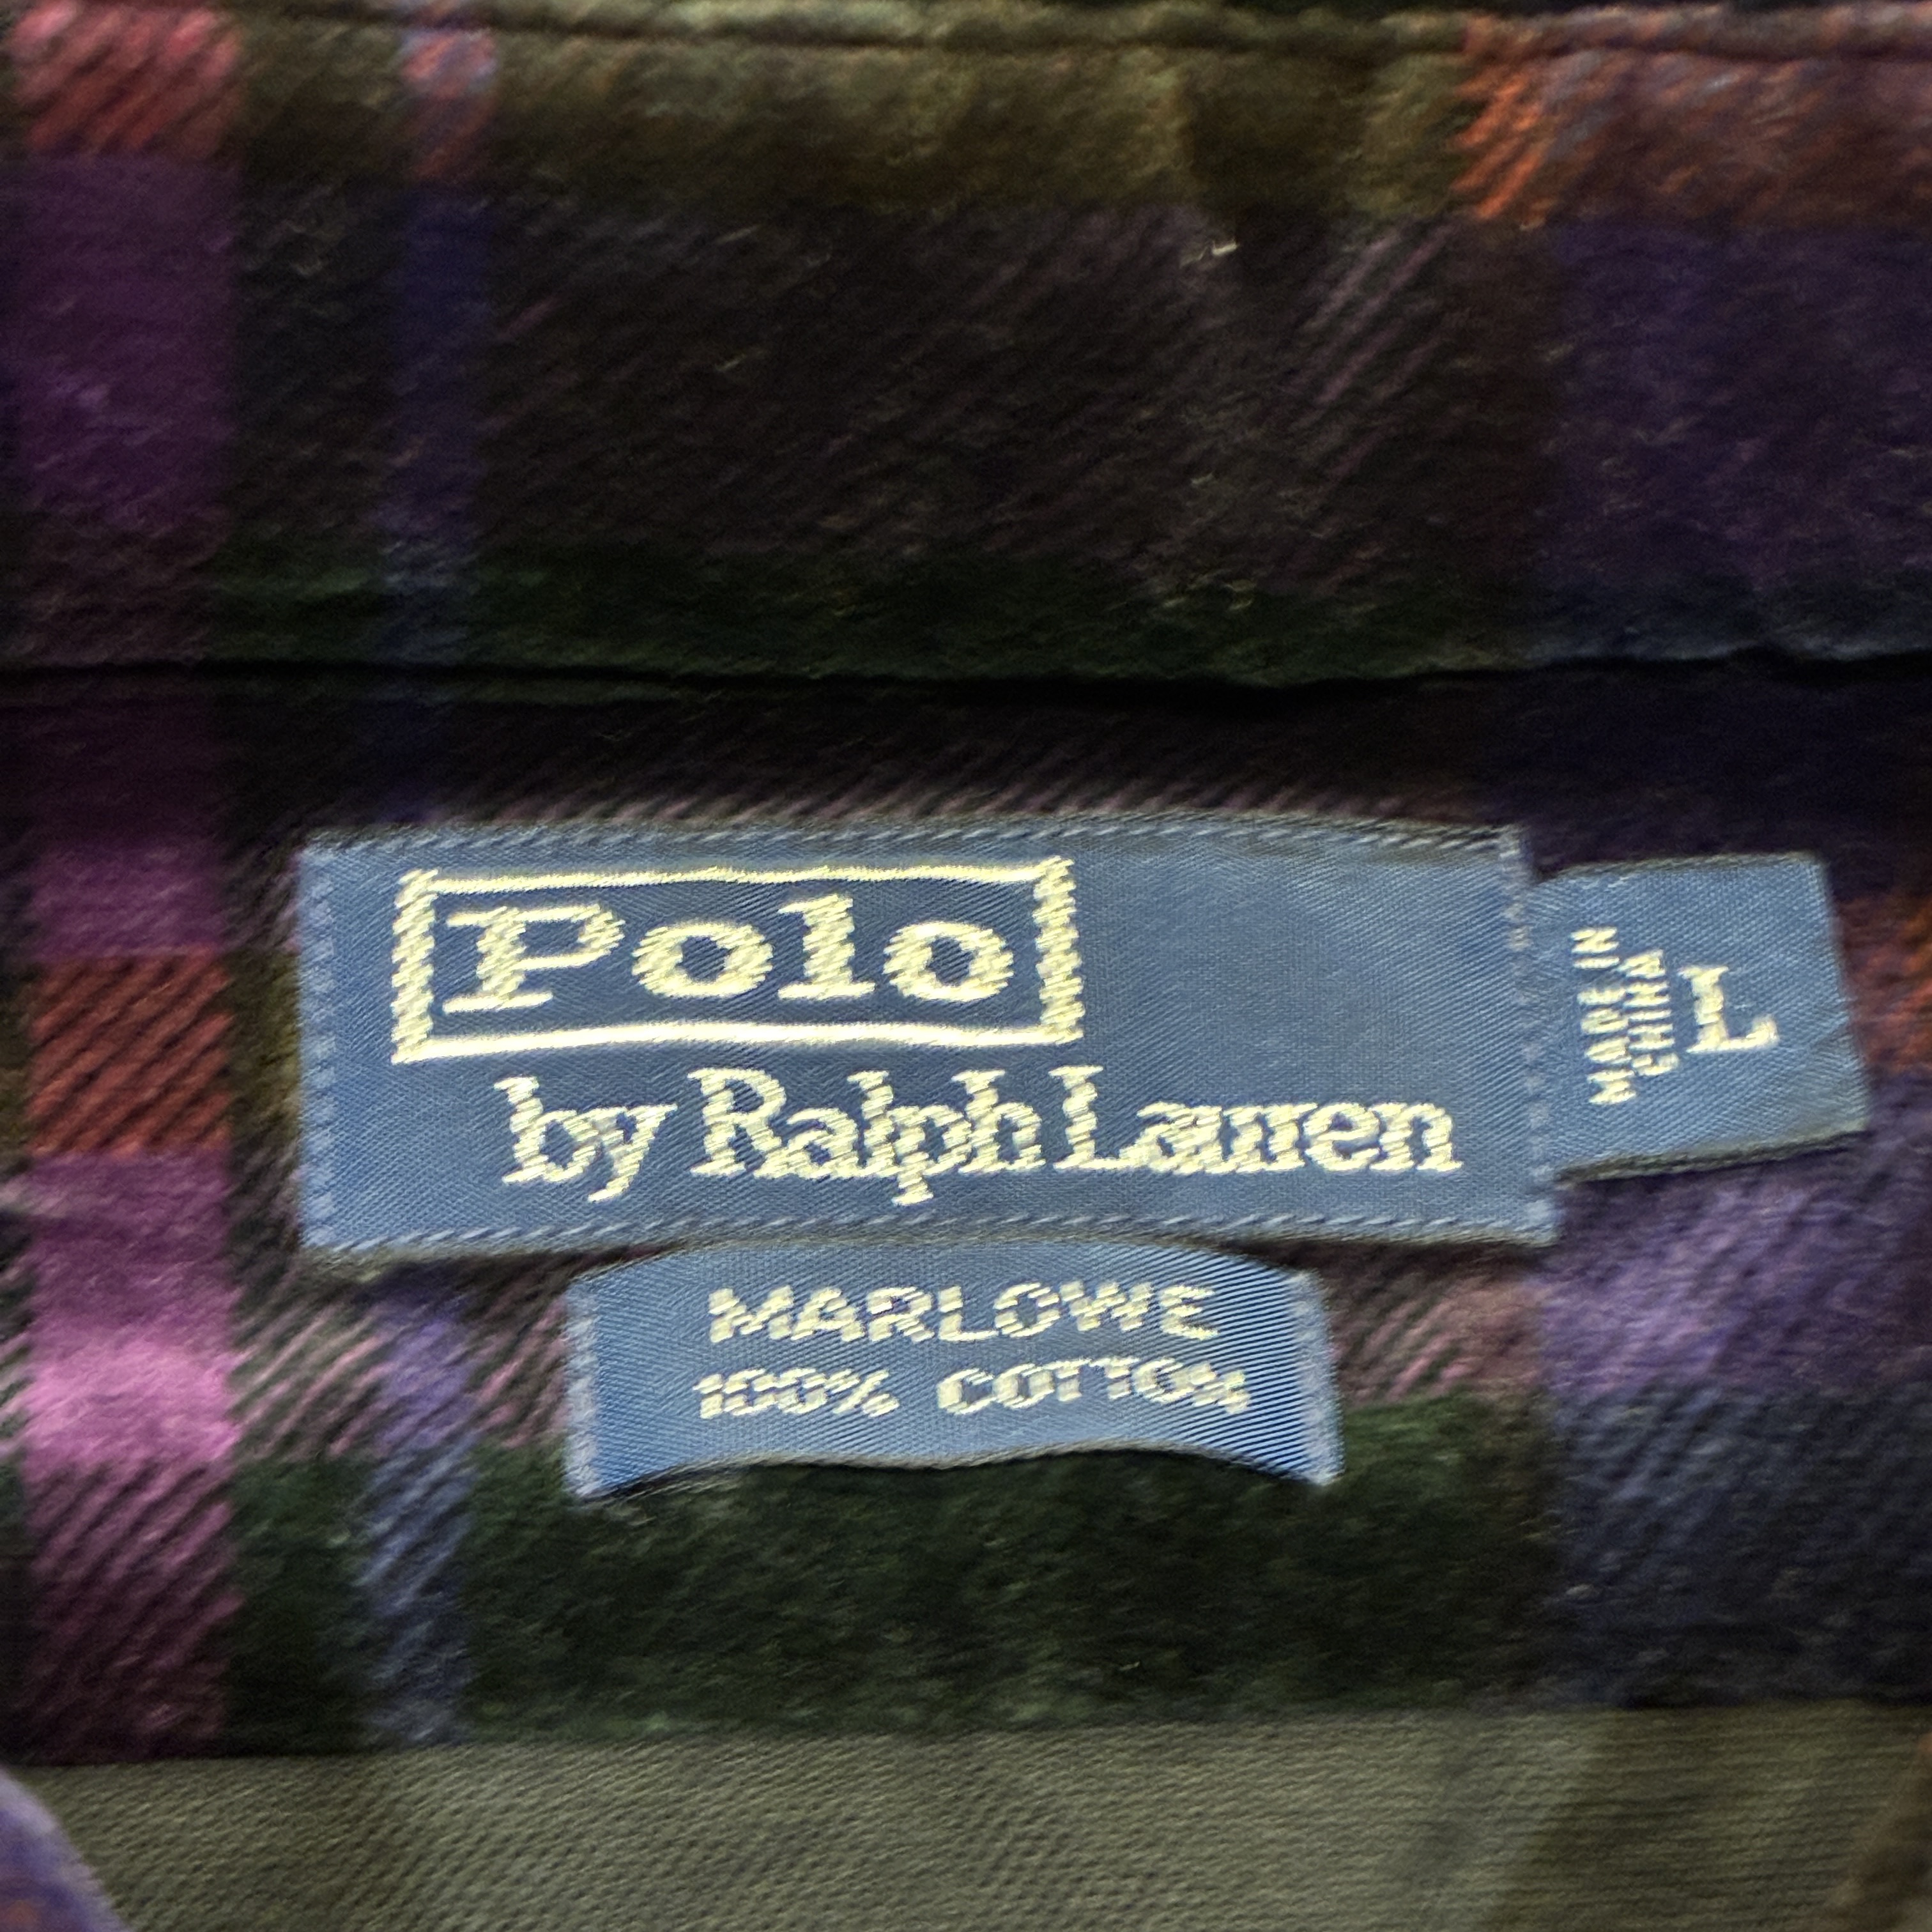 Polo
by Ralph Lauren
MADE IN
CHINA
L
MARLOWE
100% COTTON